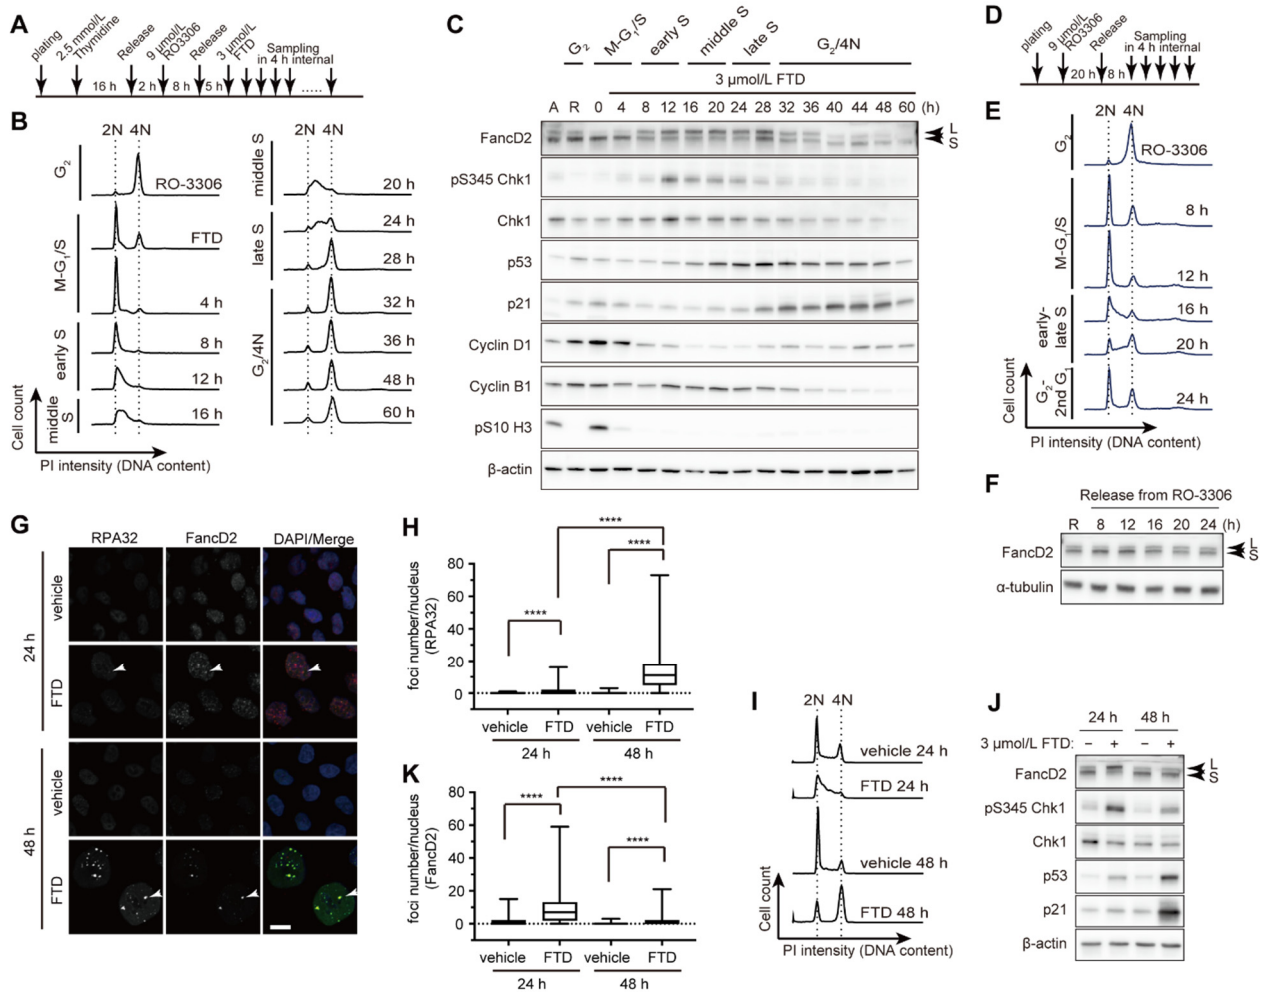 A
plating
2.5 mmol/L
Thymidine
Release
9 µmol/L
RO3306
Release
3 µmol/L
FTD
Sampling
in 4 h internal
16 h
2 h
8 h
5 h
.....
B
2N 4N
G2
RO-3306
M-G1/S
FTD
4 h
early S
8 h
12 h
middle
S
16 h
2N 4N
middle S
20 h
late S
24 h
28 h
G2/4N
32 h
36 h
48 h
60 h
Cell count
PI intensity (DNA content)
C
G2
M-G1/S
early S
middle S
late S
G2/4N
3 µmol/L FTD
A R 0 4 8 12 16 20 24 28 32 36 40 44 48 60 (h)
FancD2
L
S
pS345 Chk1
Chk1
p53
p21
Cyclin D1
Cyclin B1
pS10 H3
β-actin
D
plating
9 µmol/L
RO3306
Release
Sampling
in 4 h internal
20 h
8 h
E
2N 4N
G2
RO-3306
M-G1/S
8 h
12 h
early-
late S
16 h
20 h
G2-
2nd G1
24 h
Cell count
PI intensity (DNA content)
F
Release from RO-3306
R 8 12 16 20 24 (h)
FancD2
L
S
α-tubulin
G
RPA32 FancD2 DAPI/Merge
24 h
vehicle
FTD
48 h
vehicle
FTD
H
foci number/nucleus
(RPA32)
80
60
40
20
0
****
****
****
vehicle FTD vehicle FTD
24 h 48 h
K
foci number/nucleus
(FancD2)
80
60
40
20
0
****
****
****
vehicle FTD vehicle FTD
24 h 48 h
I
2N 4N
vehicle 24 h
FTD 24 h
vehicle 48 h
FTD 48 h
Cell count
PI intensity (DNA content)
J
24 h 48 h
3 µmol/L FTD: − + − +
FancD2
L
S
pS345 Chk1
Chk1
p53
p21
β-actin